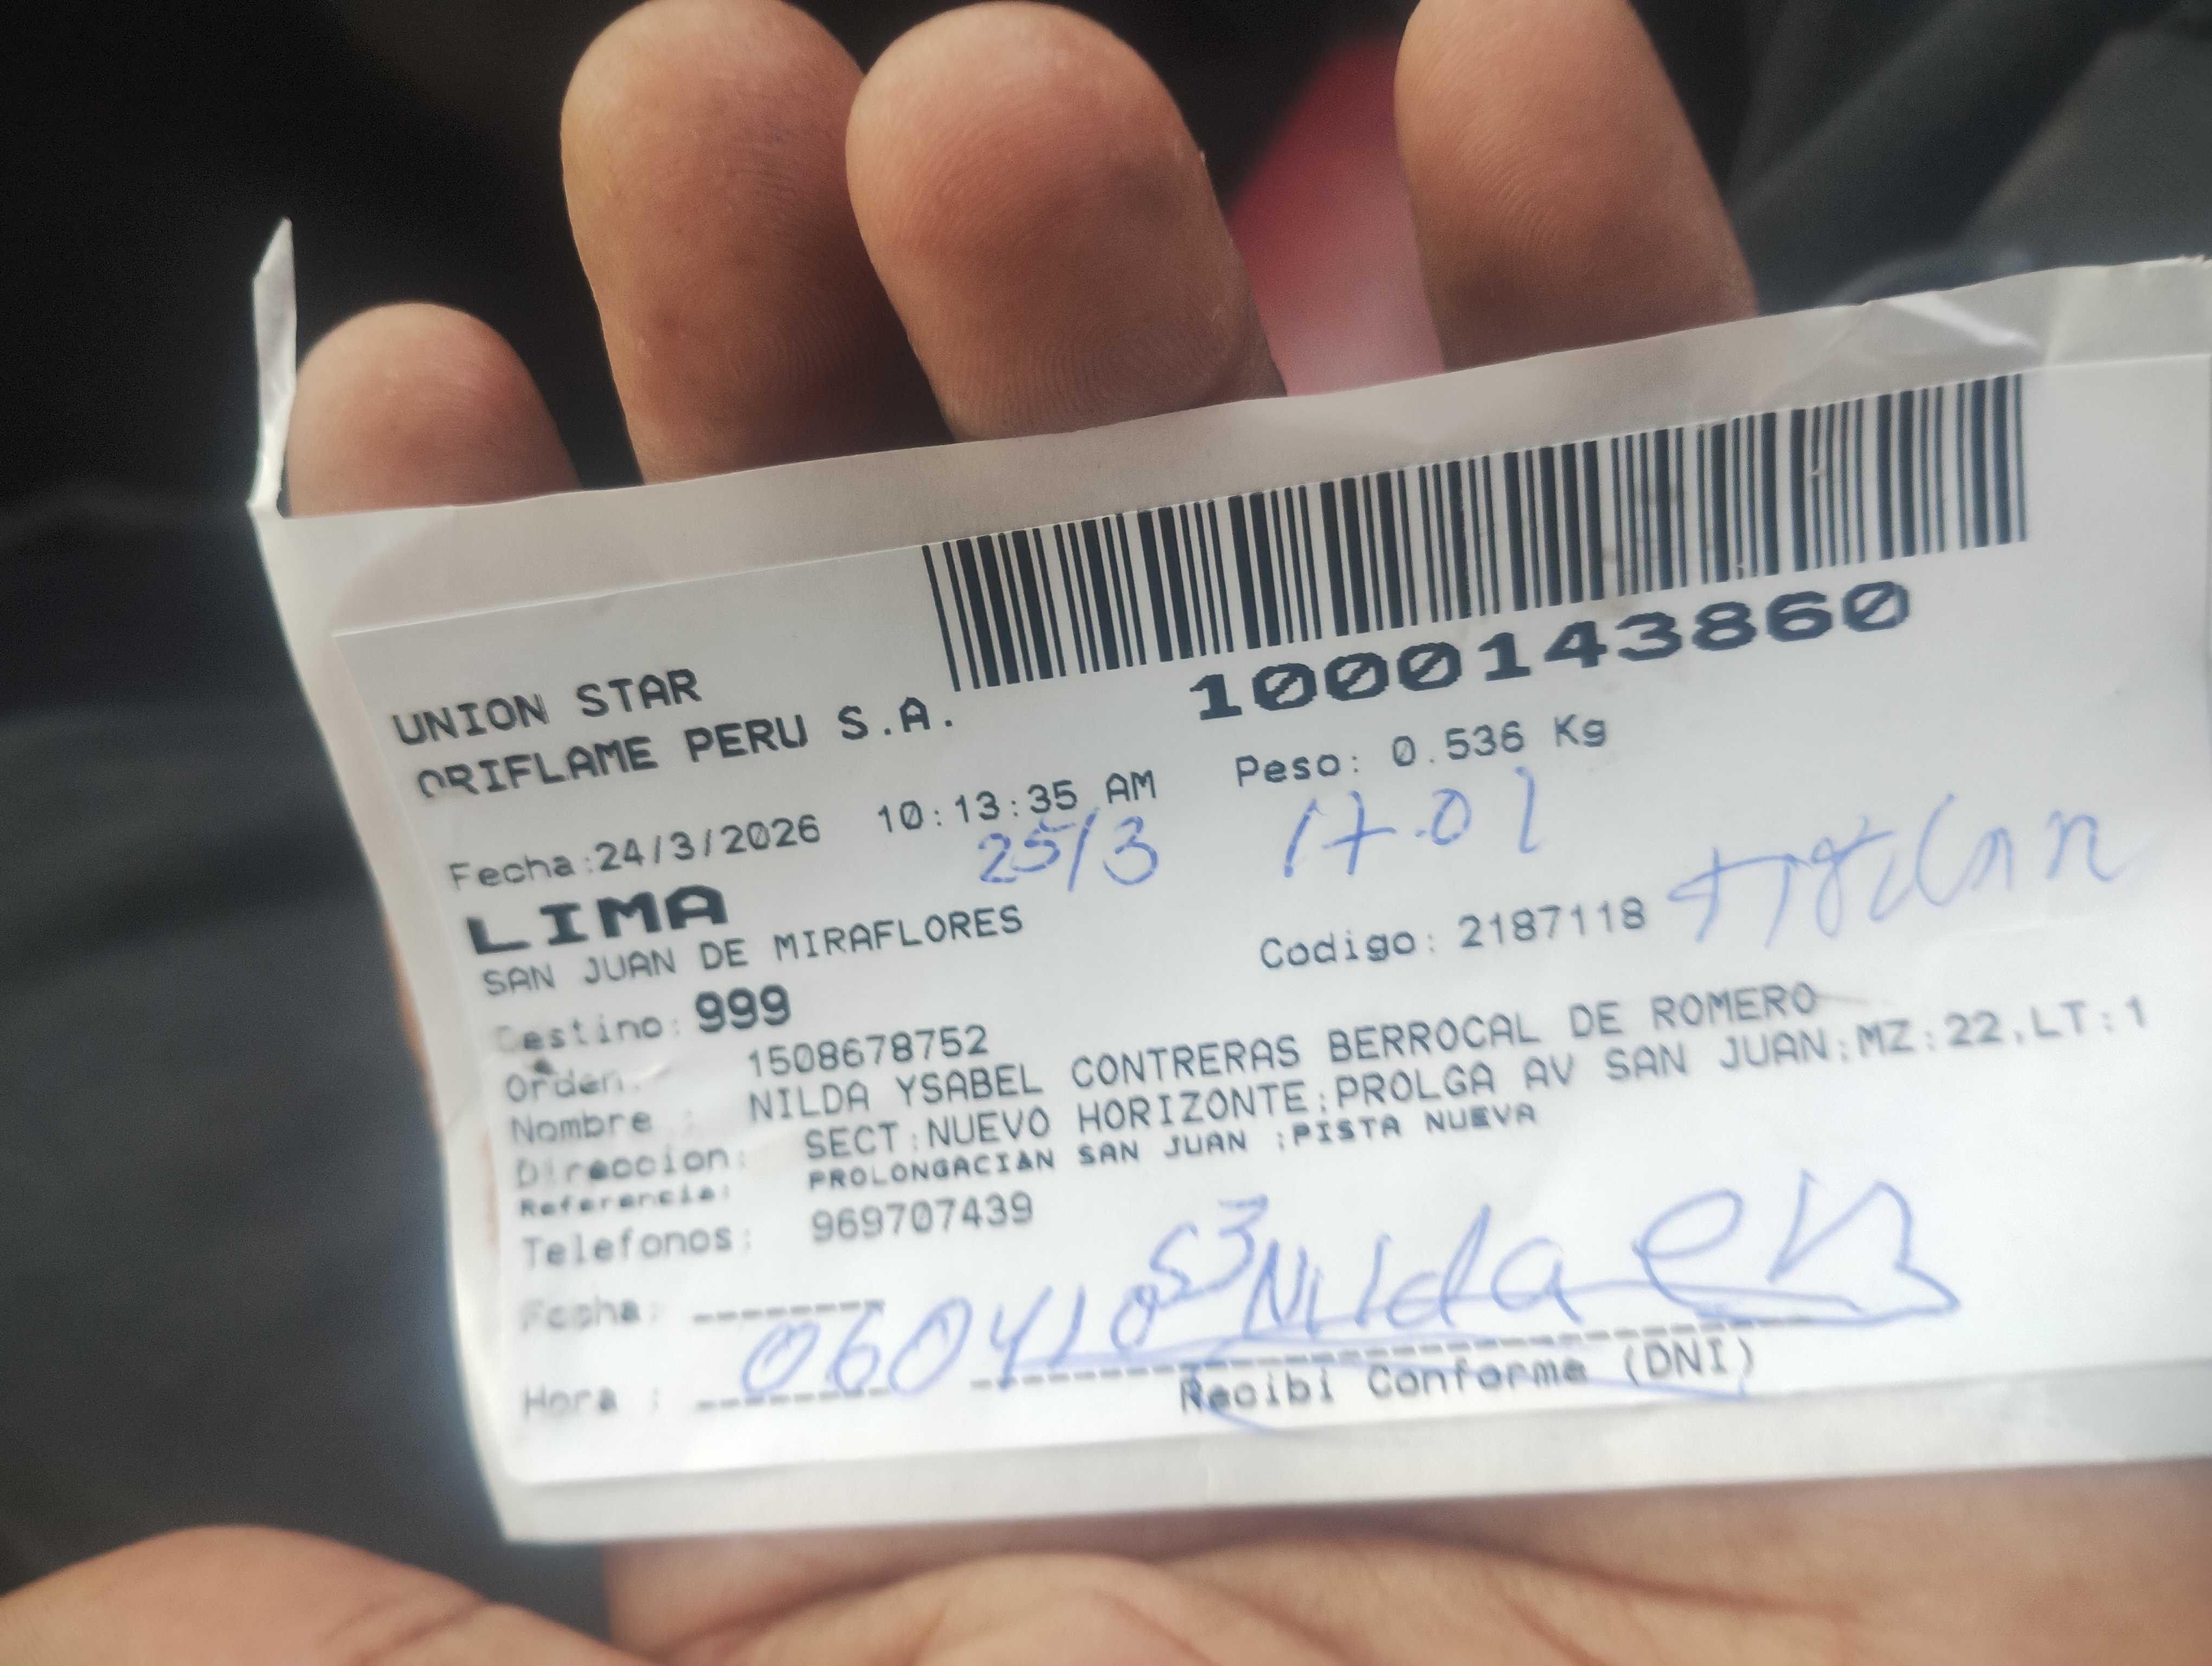 1000143860
UNION STAR
ORIFLAME PERU S.A.
Peso: 0.536 Kg
Fecha:24/3/2026 10:13:35 AM
25/3 17.01
LIMA
SAN JUAN DE MIRAFLORES
Codigo: 2187118
Destino: 999
Orden: 1508678752
Nombre : NILDA YSABEL CONTRERAS BERROCAL DE ROMERO
Direccion: SECT:NUEVO HORIZONTE;PROLGA AV SAN JUAN;MZ:22,LT:1
Referencia: PROLONGACIAN SAN JUAN ;PISTA NUEVA
Telefonos: 969707439
Fecha:
Nilda
Hora :
Recibi Conforme (DNI)